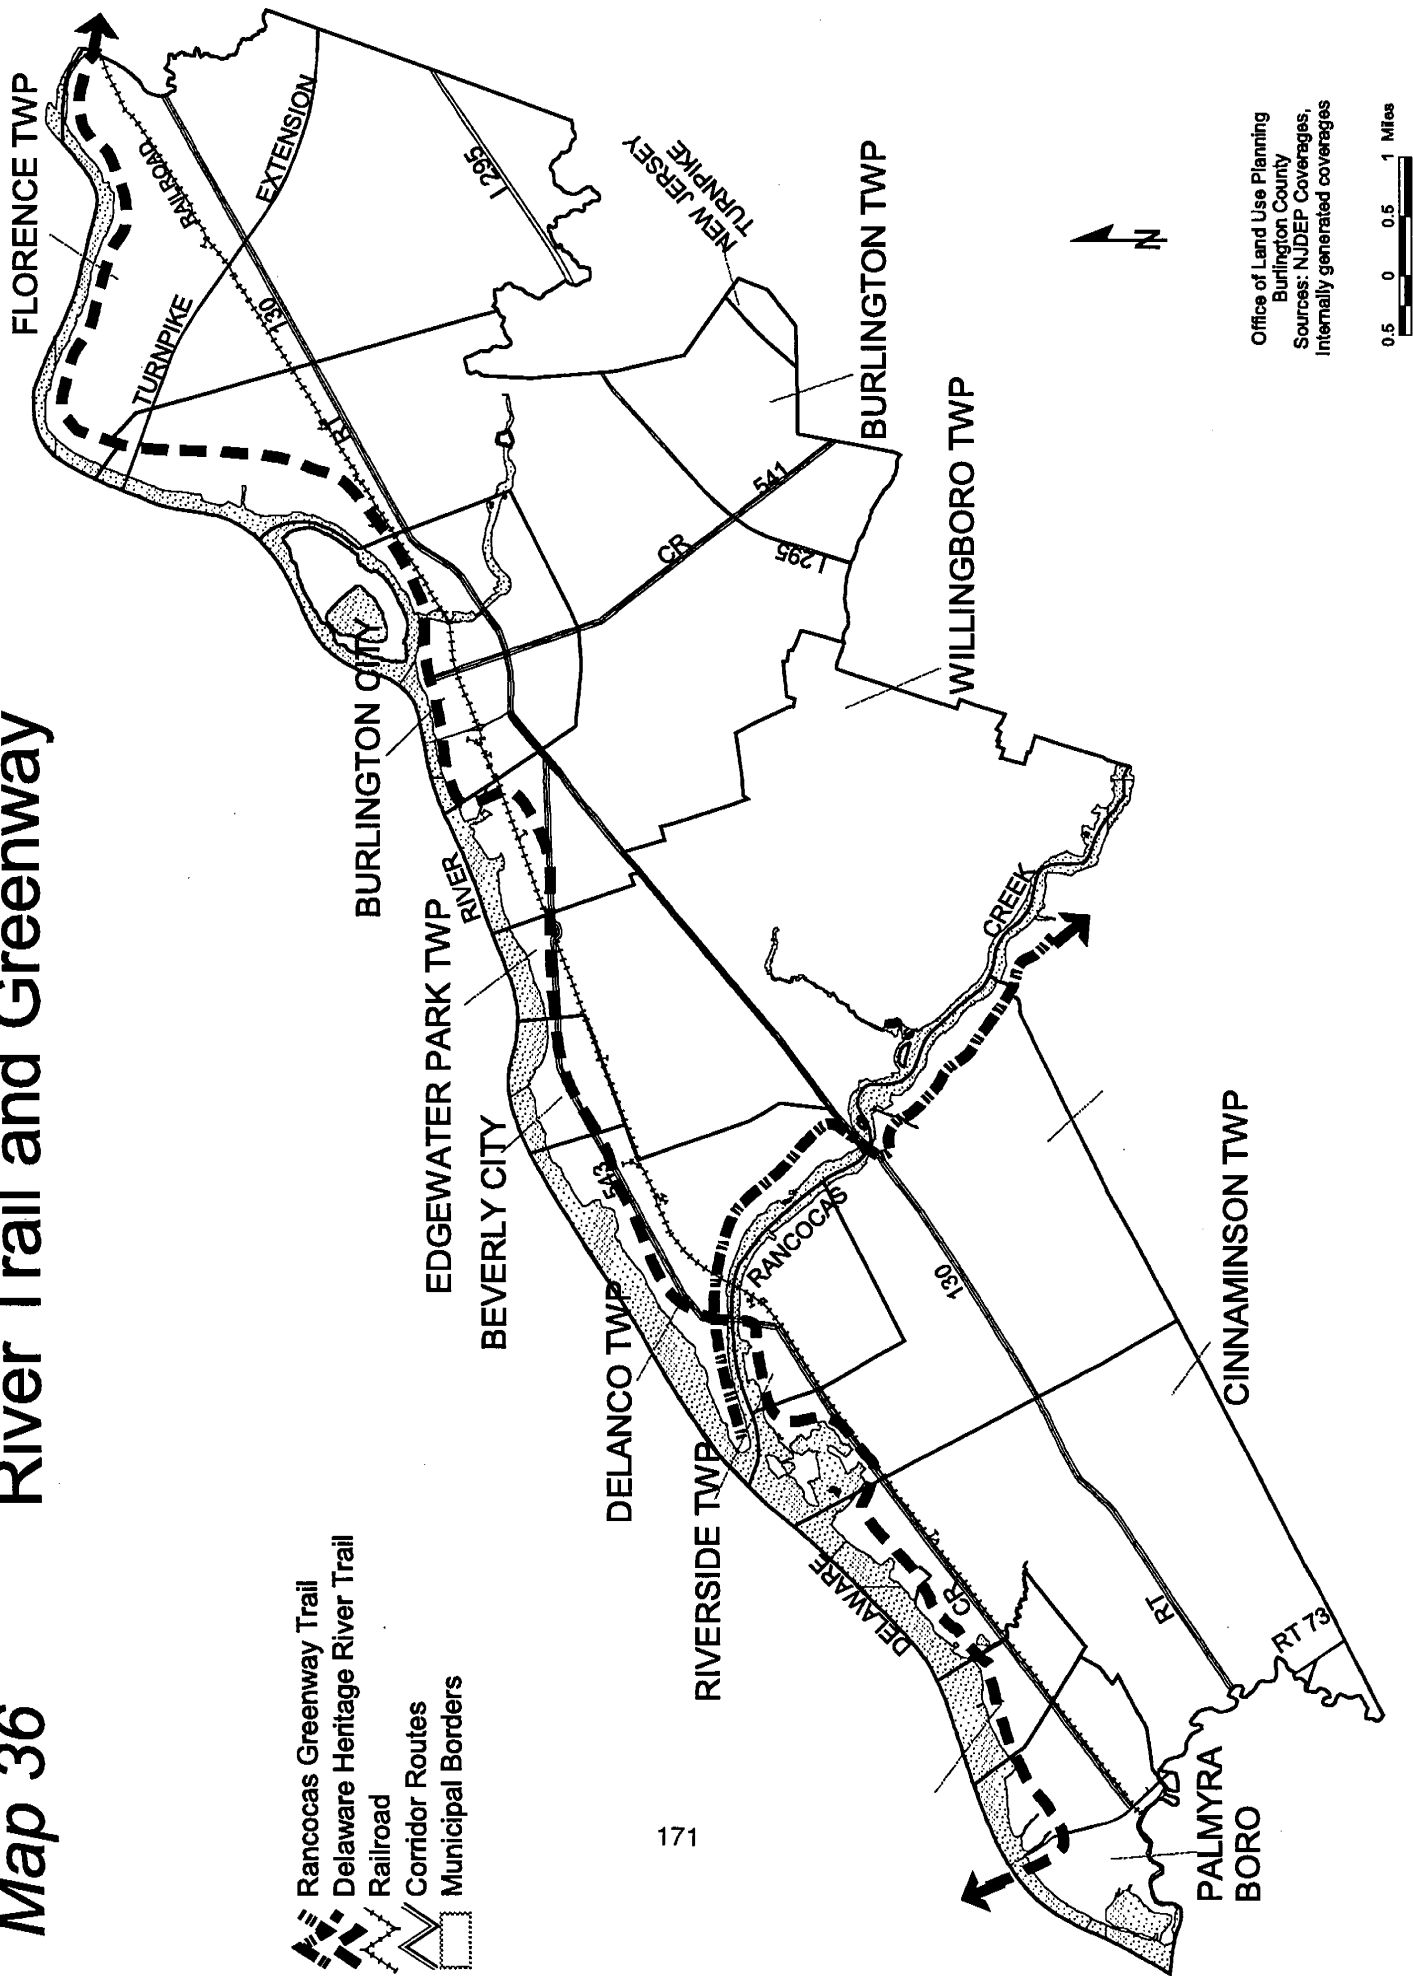 Map 36
River Trail and Greenway
Rancocas Greenway Trail
Delaware Heritage River Trail
Railroad
Corridor Routes
Municipal Borders
FLORENCE TWP
RAILROAD
EXTENSION
TURNPIKE
130
RT
I 295
NEW JERSEY
TURNPIKE
BURLINGTON TWP
BURLINGTON CITY
CR
541
I 295
WILLINGBORO TWP
RIVER
EDGEWATER PARK TWP
BEVERLY CITY
543
CREEK
DELANCO TWP
RANCOCAS
RIVERSIDE TWP
130
CINNAMINSON TWP
DELAWARE
CR
RT
RT 73
PALMYRA
BORO
N
Office of Land Use Planning
Burlington County
Sources: NJDEP Coverages,
Internally generated coverages
0.5 0 0.5 1 Miles
171